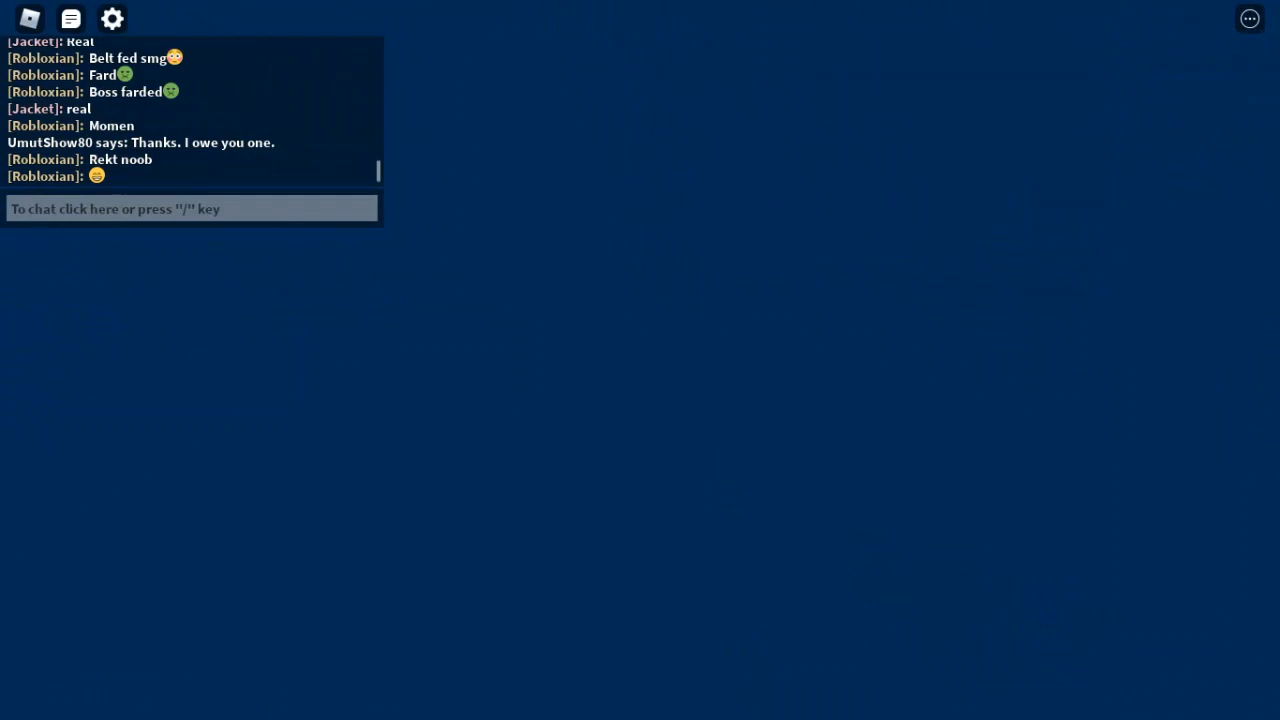 [Jacket]: Real
[Robloxian]: Belt fed smg😳
[Robloxian]: Fard🤢
[Robloxian]: Boss farded🤢
[Jacket]: real
[Robloxian]: Momen
UmutShow80 says: Thanks. I owe you one.
[Robloxian]: Rekt noob
[Robloxian]: 😄
To chat click here or press "/" key